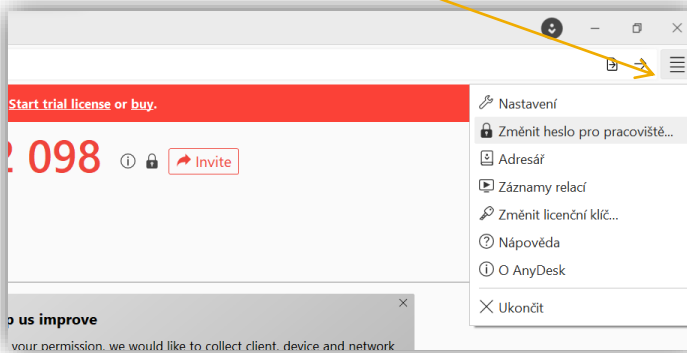 Start trial license or buy.
098
Invite
Nastavení
Změnit heslo pro pracoviště...
Adresář
Záznamy relací
Změnit licenční klíč...
Nápověda
O AnyDesk
Ukončit
us improve
your permission, we would like to collect client, device and network